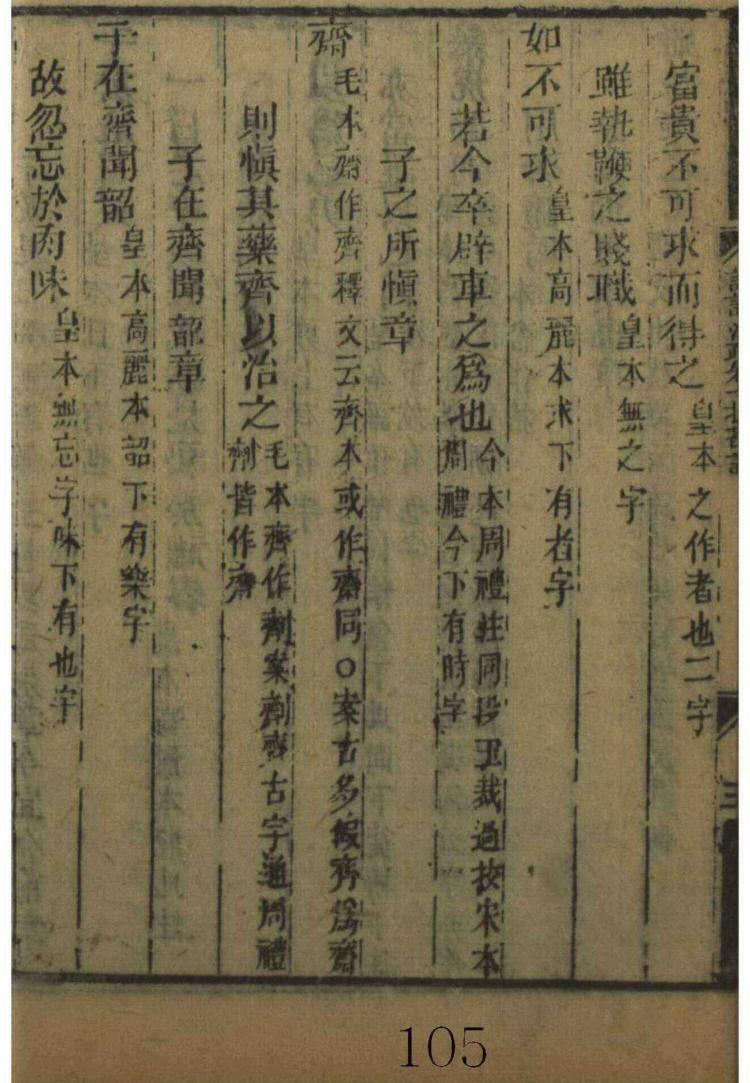 富貴不可求而得之皇本之作者也二字
雖執鞭之賤職皇本無之字
如不可求皇本高麗本求下有者字
若今卒辟車之爲也今本周禮註同段玉裁過挍宋本周禮今下有時字
子之所慎章
齋毛本齋作齊釋文云齊本或作齋同○案古多假齊爲齋
則慎其藥齊以治之毛本齊作劑案劑齊古字通周禮劑皆作齊
子在齊聞韶章
子在齊聞韶皇本高麗本韶下有樂字
故忽忘於肉味皇本無忘字味下有也字
105